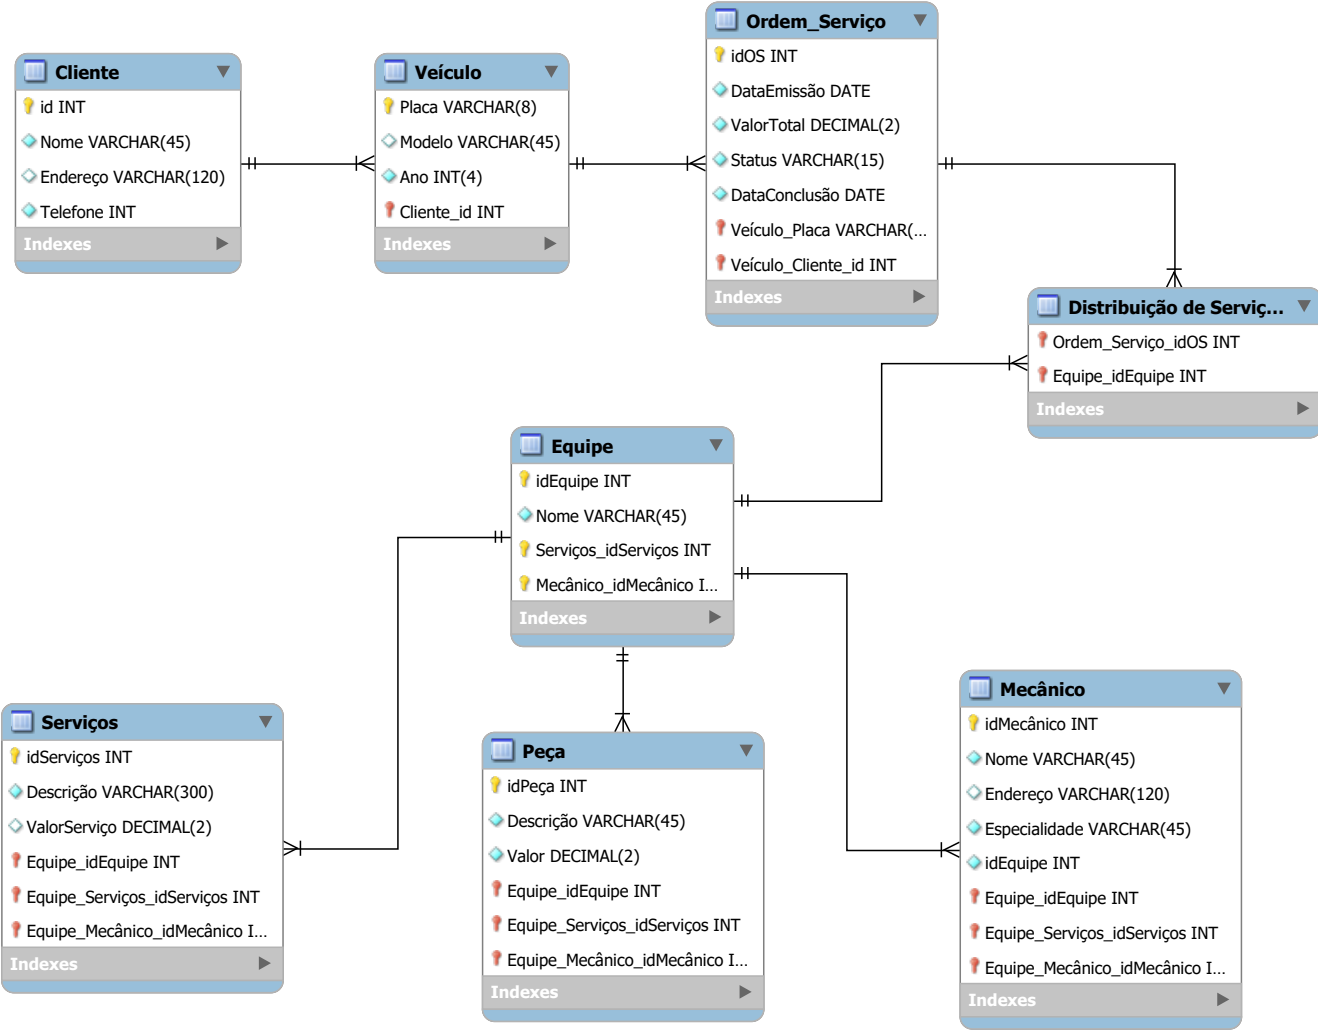 Cliente
id INT
Nome VARCHAR(45)
Endereço VARCHAR(120)
Telefone INT
Indexes
Veículo
Placa VARCHAR(8)
Modelo VARCHAR(45)
Ano INT(4)
Cliente_id INT
Indexes
Ordem_Serviço
idOS INT
DataEmissão DATE
ValorTotal DECIMAL(2)
Status VARCHAR(15)
DataConclusão DATE
Veículo_Placa VARCHAR(...
Veículo_Cliente_id INT
Indexes
Distribuição de Serviç...
Ordem_Serviço_idOS INT
Equipe_idEquipe INT
Indexes
Equipe
idEquipe INT
Nome VARCHAR(45)
Serviços_idServiços INT
Mecânico_idMecânico I...
Indexes
Serviços
idServiços INT
Descrição VARCHAR(300)
ValorServiço DECIMAL(2)
Equipe_idEquipe INT
Equipe_Serviços_idServiços INT
Equipe_Mecânico_idMecânico I...
Indexes
Peça
idPeça INT
Descrição VARCHAR(45)
Valor DECIMAL(2)
Equipe_idEquipe INT
Equipe_Serviços_idServiços INT
Equipe_Mecânico_idMecânico I...
Indexes
Mecânico
idMecânico INT
Nome VARCHAR(45)
Endereço VARCHAR(120)
Especialidade VARCHAR(45)
idEquipe INT
Equipe_idEquipe INT
Equipe_Serviços_idServiços INT
Equipe_Mecânico_idMecânico I...
Indexes